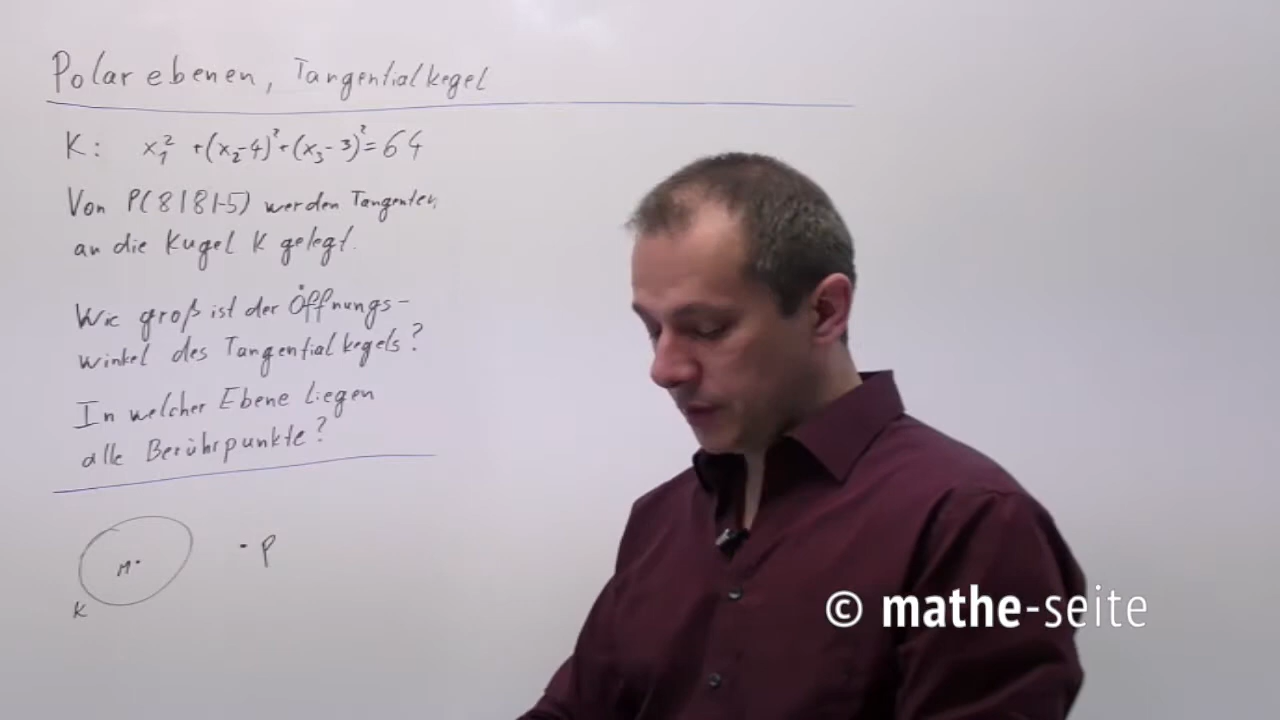 Polarebenen, Tangentialkegel
K: x₁² + (x₂-4)² + (x₃-3)² = 64
Von P(8|8|-5) werden Tangenten
an die Kugel K gelegt.
Wie groß ist der Öffnungs-
winkel des Tangentialkegels?
In welcher Ebene liegen
alle Berührpunkte?
M
P
K
© mathe-seite